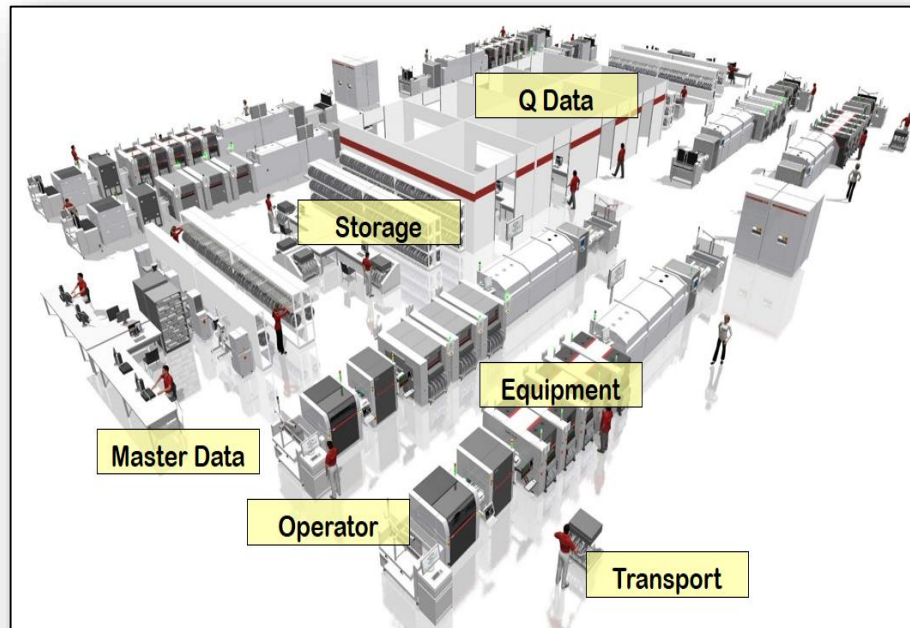 Q Data
Storage
Equipment
Master Data
Operator
Transport